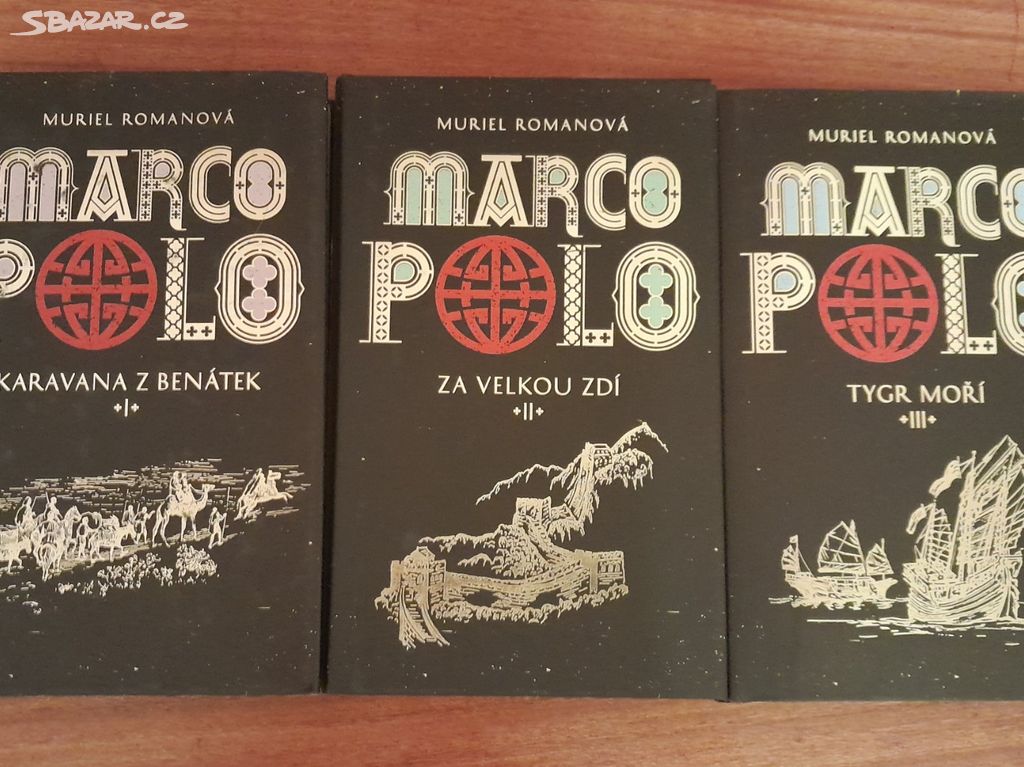 SBAZAR.CZ
MURIEL ROMANOVÁ
MARCO
POLO
KARAVANA Z BENÁTEK
I
MURIEL ROMANOVÁ
MARCO
POLO
ZA VELKOU ZDÍ
II
MURIEL ROMANOVÁ
MARCO
POLO
TYGR MOŘÍ
III